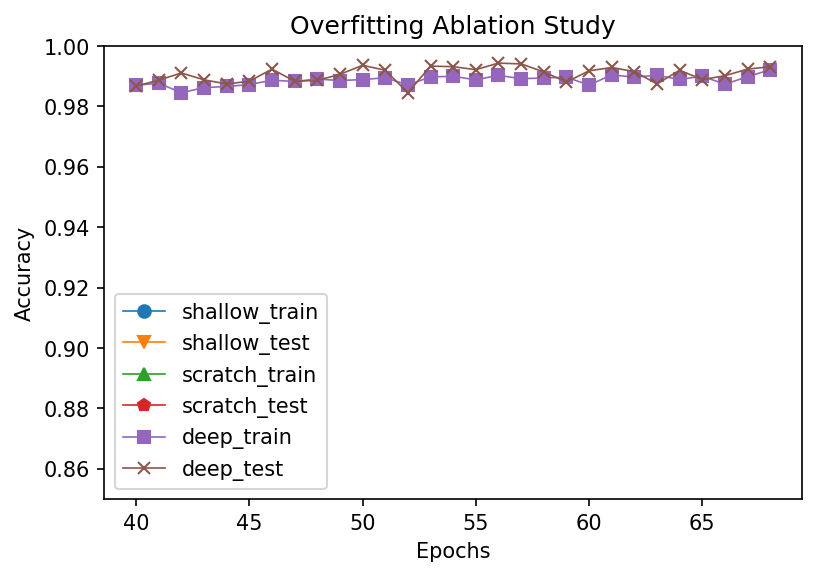 Overfitting Ablation Study
Accuracy
1.00
0.98
0.96
0.94
0.92
0.90
0.88
0.86
shallow_train
shallow_test
scratch_train
scratch_test
deep_train
deep_test
40 45 50 55 60 65
Epochs